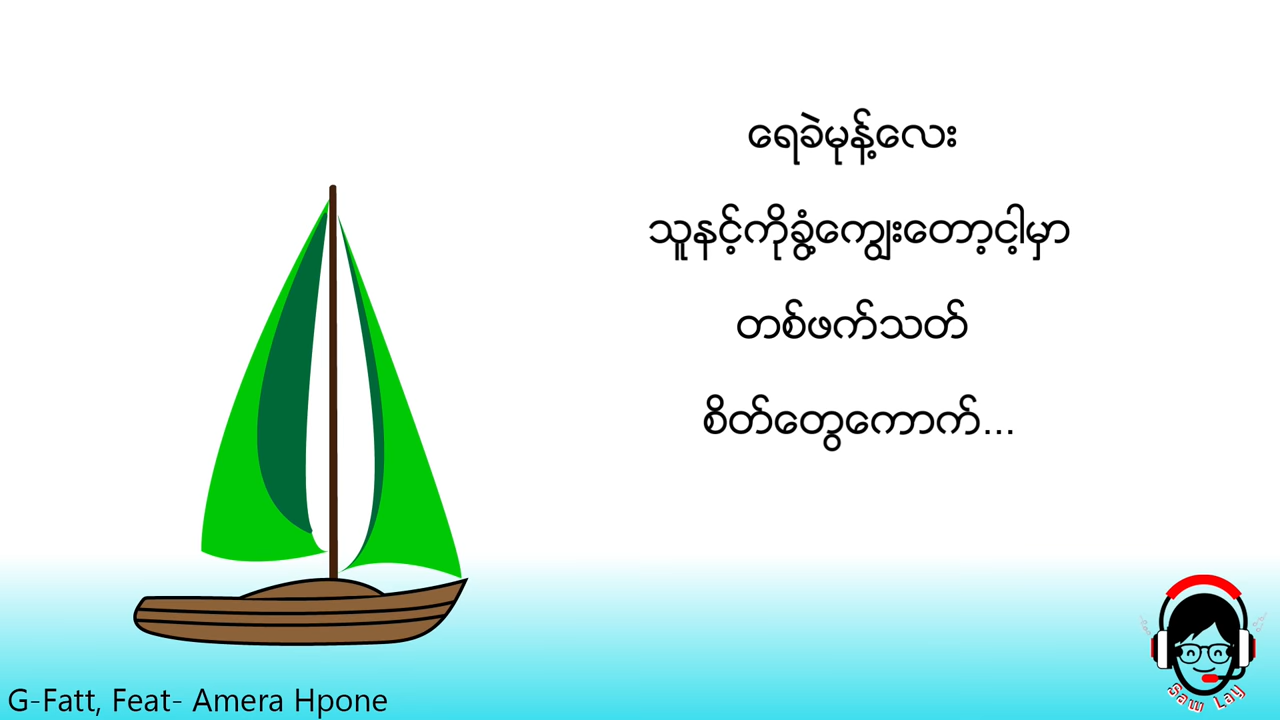 ရေခဲမုန့်လေး
သူနင့်ကိုခွံ့ကျွေးတော့ငါ့မှာ
တစ်ဖက်သတ်
စိတ်တွေကောက်...
G-Fatt, Feat- Amera Hpone
Saw Lay